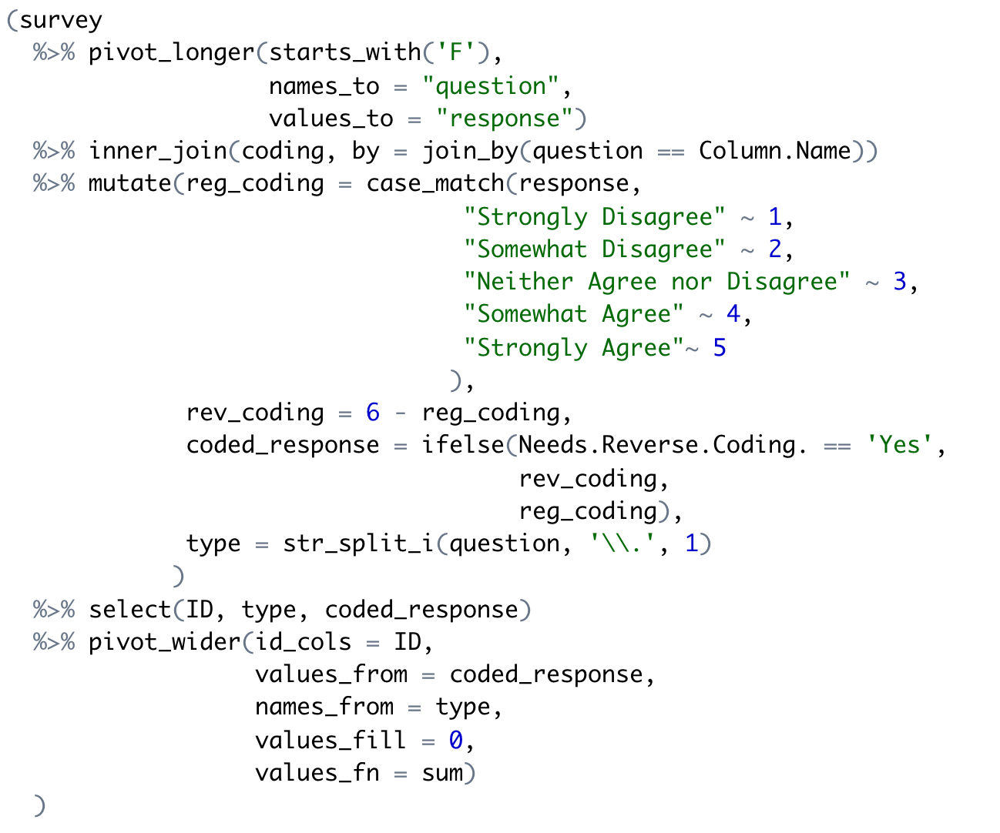 (survey
  %>% pivot_longer(starts_with('F'),
                   names_to = "question",
                   values_to = "response")
  %>% inner_join(coding, by = join_by(question == Column.Name))
  %>% mutate(reg_coding = case_match(response,
                                 "Strongly Disagree" ~ 1,
                                 "Somewhat Disagree" ~ 2,
                                 "Neither Agree nor Disagree" ~ 3,
                                 "Somewhat Agree" ~ 4,
                                 "Strongly Agree"~ 5
                                ),
             rev_coding = 6 - reg_coding,
             coded_response = ifelse(Needs.Reverse.Coding. == 'Yes',
                                     rev_coding,
                                     reg_coding),
             type = str_split_i(question, '\\.', 1)
            )
  %>% select(ID, type, coded_response)
  %>% pivot_wider(id_cols = ID,
                  values_from = coded_response,
                  names_from = type,
                  values_fill = 0,
                  values_fn = sum)
  )